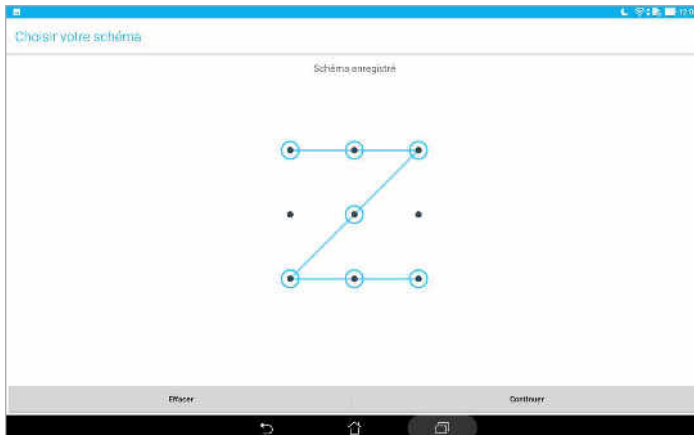 Choisir votre schéma
Schéma enregistré
Effacer
Continuer